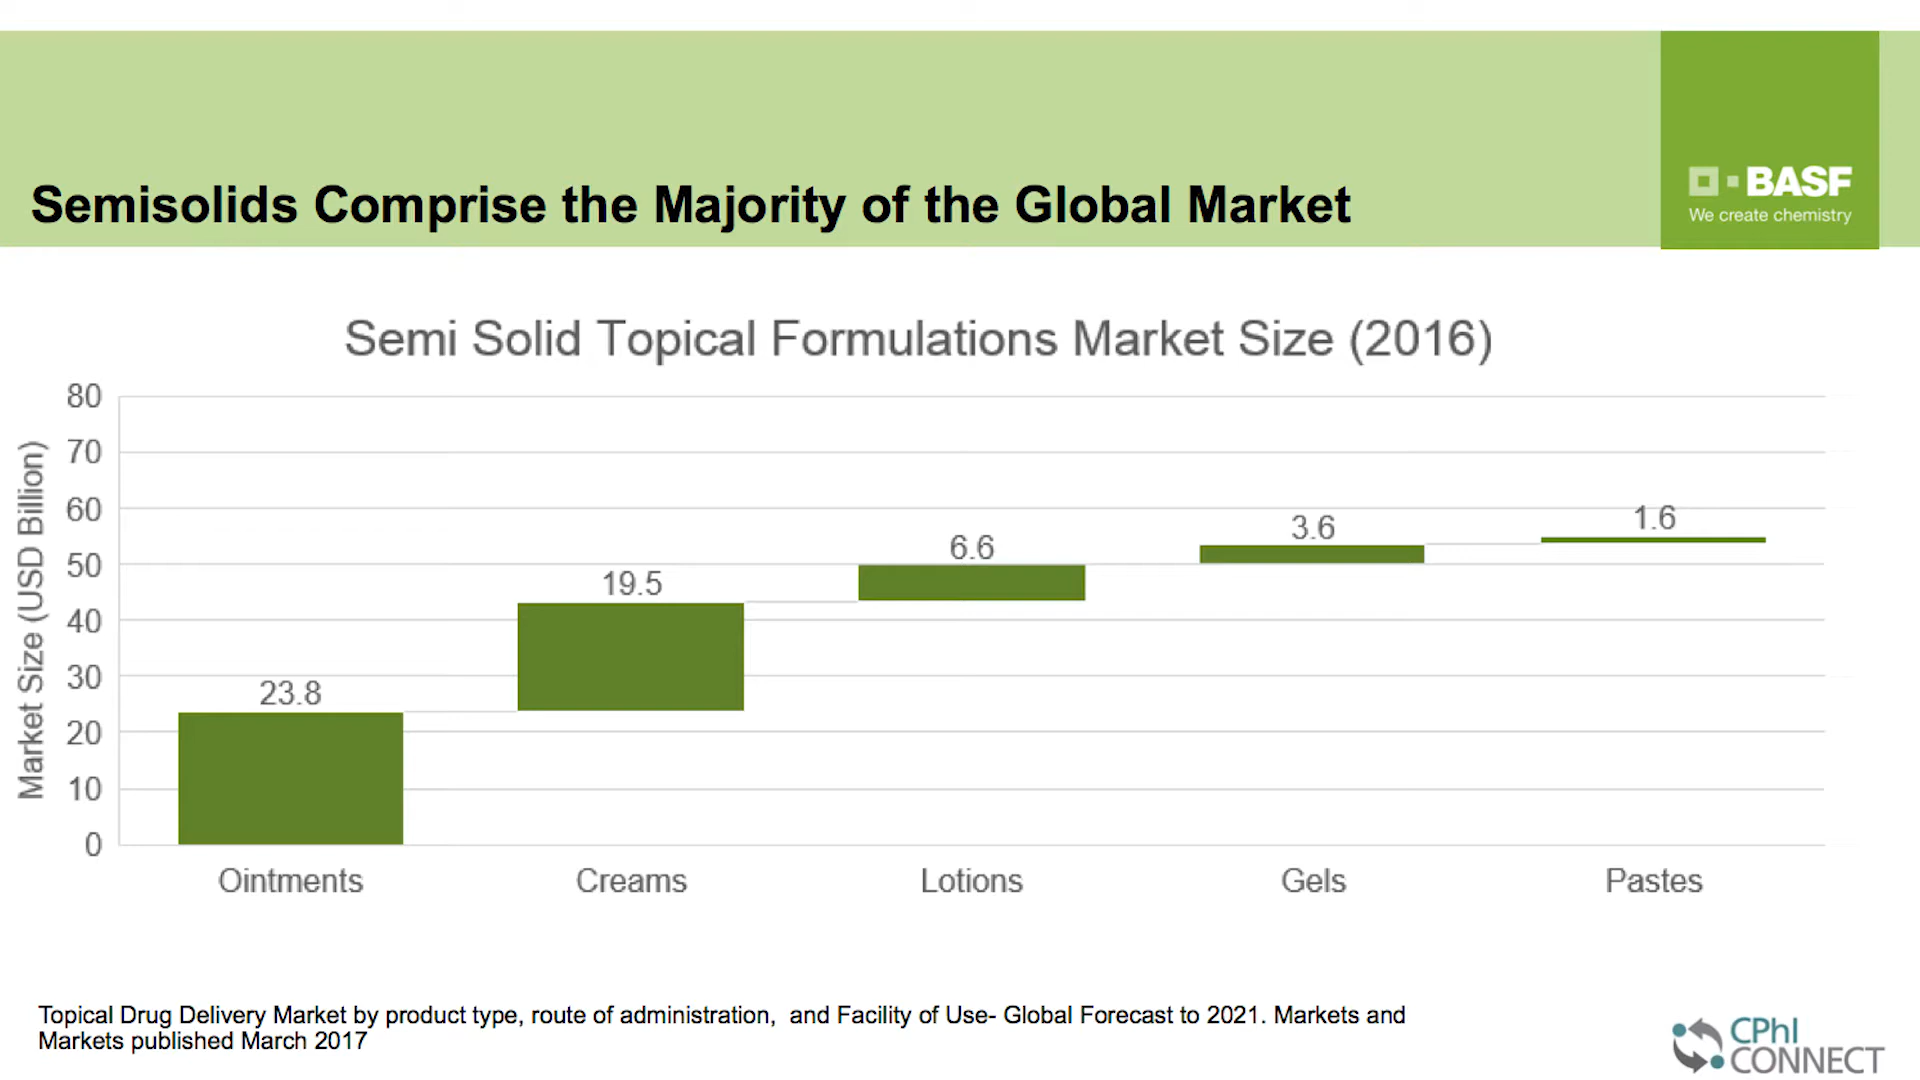 Semisolids Comprise the Majority of the Global Market
BASF
We create chemistry
Semi Solid Topical Formulations Market Size (2016)
Market Size (USD Billion)
80
70
60
50
40
30
20
10
0
23.8
19.5
6.6
3.6
1.6
Ointments
Creams
Lotions
Gels
Pastes
Topical Drug Delivery Market by product type, route of administration,  and Facility of Use- Global Forecast to 2021. Markets and
Markets published March 2017
CPhI
CONNECT